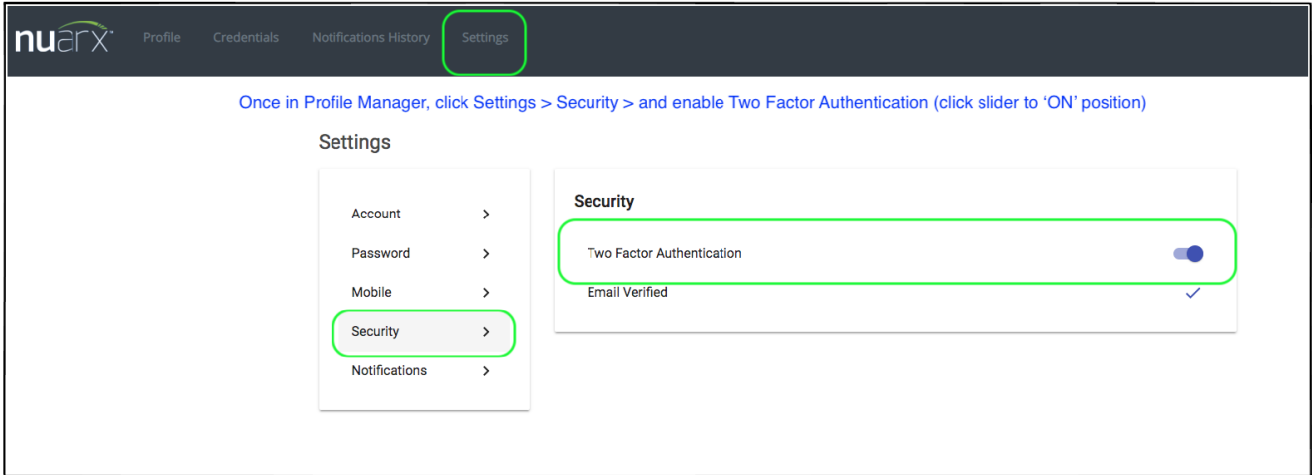 nuarx™ Profile Credentials Notifications History Settings
Once in Profile Manager, click Settings > Security > and enable Two Factor Authentication (click slider to ‘ON’ position)
Settings
Security
Account
Two Factor Authentication
Password
Email Verified
Mobile
Security
Notifications